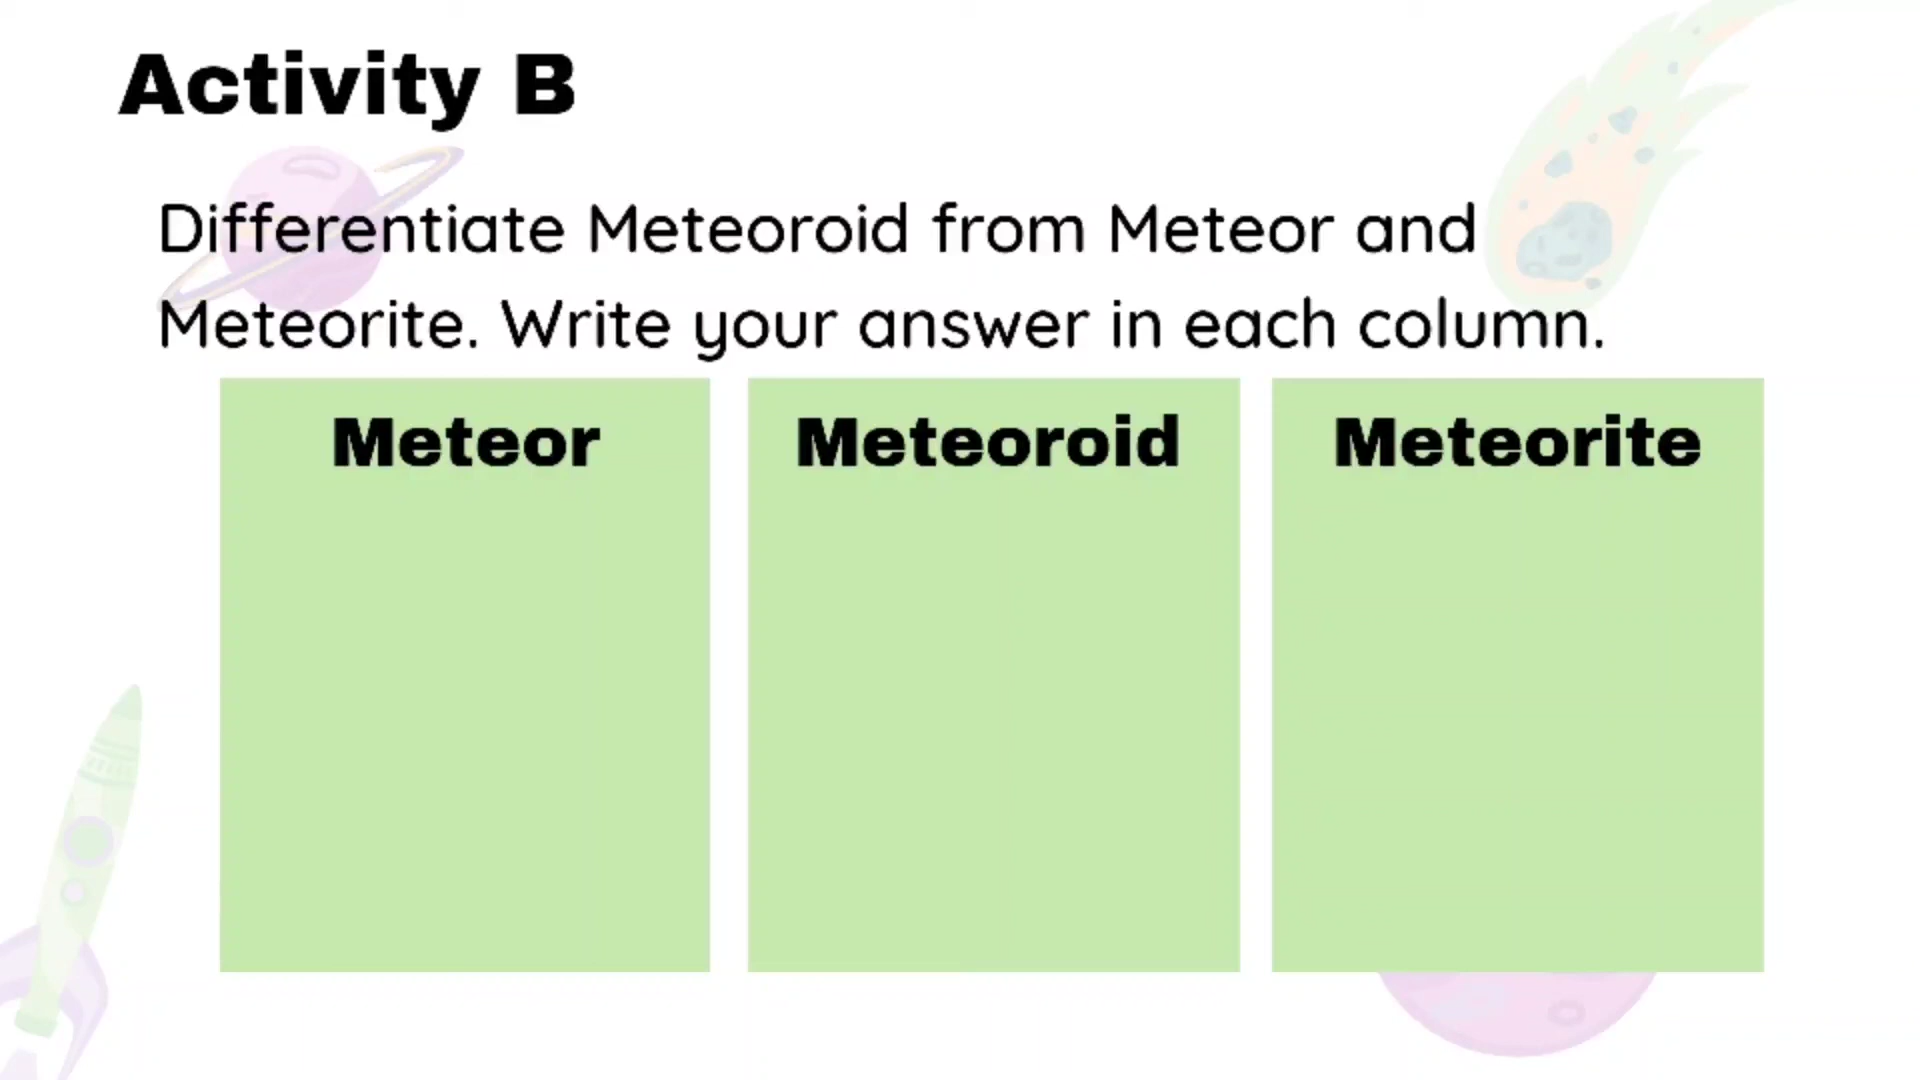 Activity B
Differentiate Meteoroid from Meteor and
Meteorite. Write your answer in each column.
Meteor
Meteoroid
Meteorite